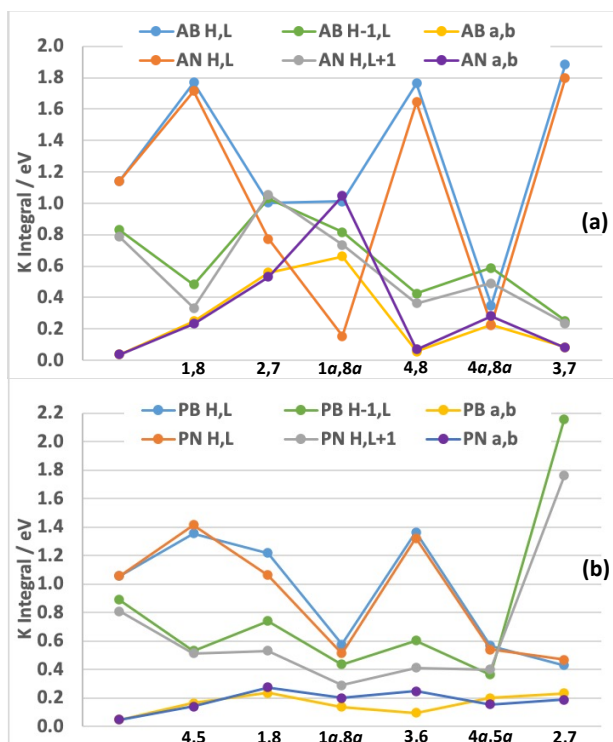 AB H,L AB H-1,L AB a,b
AN H,L AN H,L+1 AN a,b
K Integral / eV
2.0
1.8
1.6
1.4
1.2
1.0
0.8
0.6
0.4
0.2
0.0
(a)
1,8 2,7 1a,8a 4,8 4a,8a 3,7
PB H,L PB H-1,L PB a,b
PN H,L PN H,L+1 PN a,b
K Integral / eV
2.2
2.0
1.8
1.6
1.4
1.2
1.0
0.8
0.6
0.4
0.2
0.0
(b)
4,5 1,8 1a,8a 3,6 4a,5a 2,7